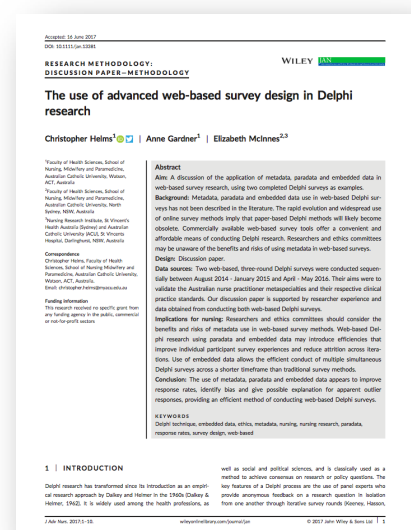 Accepted: 16 June 2017
DOI: 10.1111/jan.13381
RESEARCH METHODOLOGY:
DISCUSSION PAPER—METHODOLOGY
WILEY JAN
The use of advanced web-based survey design in Delphi
research
Christopher Helms¹ | Anne Gardner¹ | Elizabeth McInnes²,³
¹Faculty of Health Sciences, School of
Nursing, Midwifery and Paramedicine,
Australian Catholic University, Watson,
ACT, Australia
²Faculty of Health Sciences, School of
Nursing, Midwifery and Paramedicine,
Australian Catholic University, North
Sydney, NSW, Australia
³Nursing Research Institute, St Vincent's
Health Australia (Sydney) and Australian
Catholic University (ACU), St Vincents
Hospital, Darlinghurst, NSW, Australia
Correspondence
Christopher Helms, Faculty of Health
Sciences, School of Nursing Midwifery and
Paramedicine, Australian Catholic University,
Watson, ACT, Australia.
Email: christopher.helms@myacu.edu.au
Funding information
This research received no specific grant from
any funding agency in the public, commercial
or not-for-profit sectors
Abstract
Aim: A discussion of the application of metadata, paradata and embedded data in
web-based survey research, using two completed Delphi surveys as examples.
Background: Metadata, paradata and embedded data use in web-based Delphi sur-
veys has not been described in the literature. The rapid evolution and widespread use
of online survey methods imply that paper-based Delphi methods will likely become
obsolete. Commercially available web-based survey tools offer a convenient and
affordable means of conducting Delphi research. Researchers and ethics committees
may be unaware of the benefits and risks of using metadata in web-based surveys.
Design: Discussion paper.
Data sources: Two web-based, three-round Delphi surveys were conducted sequen-
tially between August 2014 - January 2015 and April - May 2016. Their aims were to
validate the Australian nurse practitioner metaspecialties and their respective clinical
practice standards. Our discussion paper is supported by researcher experience and
data obtained from conducting both web-based Delphi surveys.
Implications for nursing: Researchers and ethics committees should consider the
benefits and risks of metadata use in web-based survey methods. Web-based Del-
phi research using paradata and embedded data may introduce efficiencies that
improve individual participant survey experiences and reduce attrition across itera-
tions. Use of embedded data allows the efficient conduct of multiple simultaneous
Delphi surveys across a shorter timeframe than traditional survey methods.
Conclusion: The use of metadata, paradata and embedded data appears to improve
response rates, identify bias and give possible explanation for apparent outlier
responses, providing an efficient method of conducting web-based Delphi surveys.
KEYWORDS
Delphi technique, embedded data, ethics, metadata, nursing, nursing research, paradata,
response rates, survey design, web-based
1 | INTRODUCTION
Delphi research has transformed since its introduction as an empiri-
cal research approach by Dalkey and Helmer in the 1960s (Dalkey &
Helmer, 1962). It is widely used among the health professions, as
well as social and political sciences, and is classically used as a
method to achieve consensus on research or policy questions. The
key features of a Delphi process are the use of panel experts who
provide anonymous feedback on a research question in isolation
from one another through iterative survey rounds (Keeney, Hasson,
J Adv Nurs. 2017;1–10.
wileyonlinelibrary.com/journal/jan
© 2017 John Wiley & Sons Ltd | 1